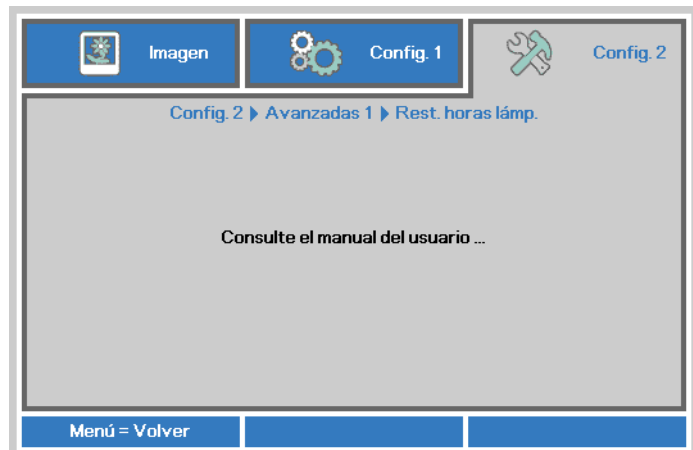 Imagen
Config. 1
Config. 2
Config. 2 ▶ Avanzadas 1 ▶ Rest. horas lámp.
Consulte el manual del usuario ...
Menú = Volver